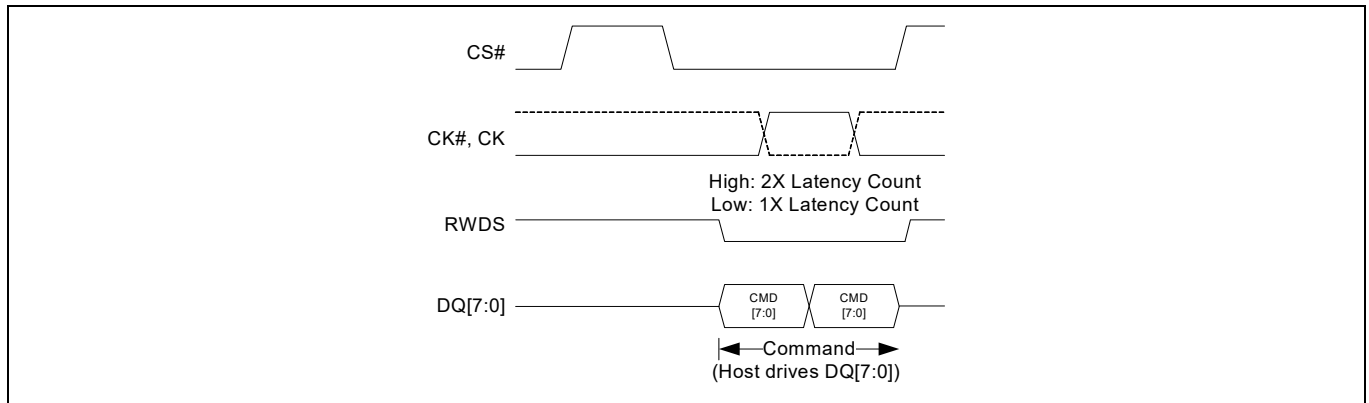 CS#
CK#, CK
High: 2X Latency Count
Low: 1X Latency Count
RWDS
DQ[7:0]
CMD
[7:0]
CMD
[7:0]
Command
(Host drives DQ[7:0])